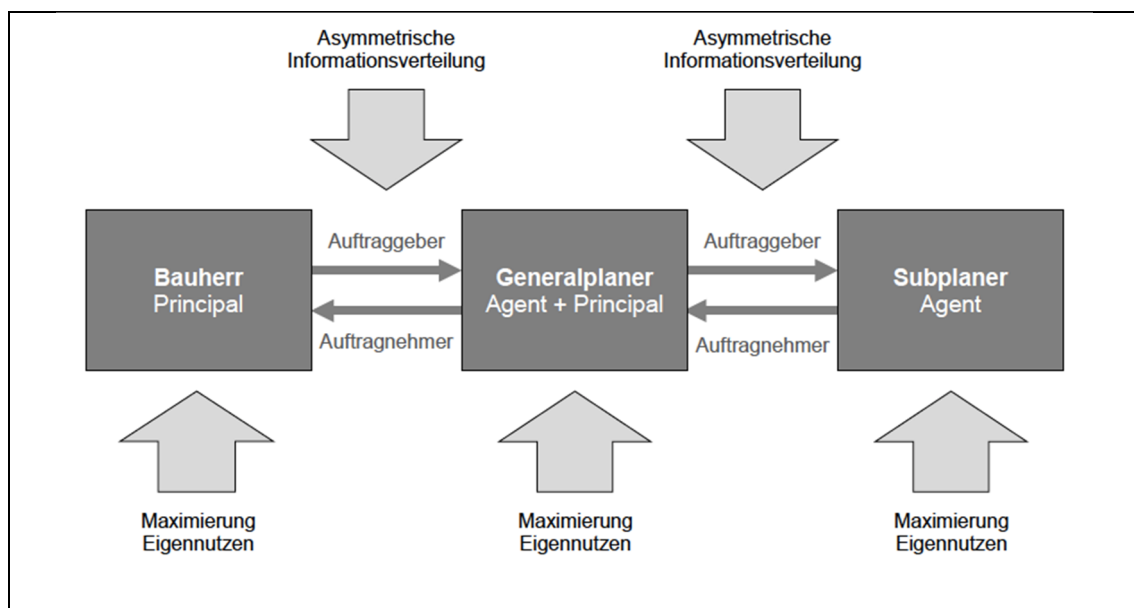 Asymmetrische
Informationsverteilung
Asymmetrische
Informationsverteilung
Bauherr
Principal
Auftraggeber
Auftragnehmer
Generalplaner
Agent + Principal
Auftraggeber
Auftragnehmer
Subplaner
Agent
Maximierung
Eigennutzen
Maximierung
Eigennutzen
Maximierung
Eigennutzen